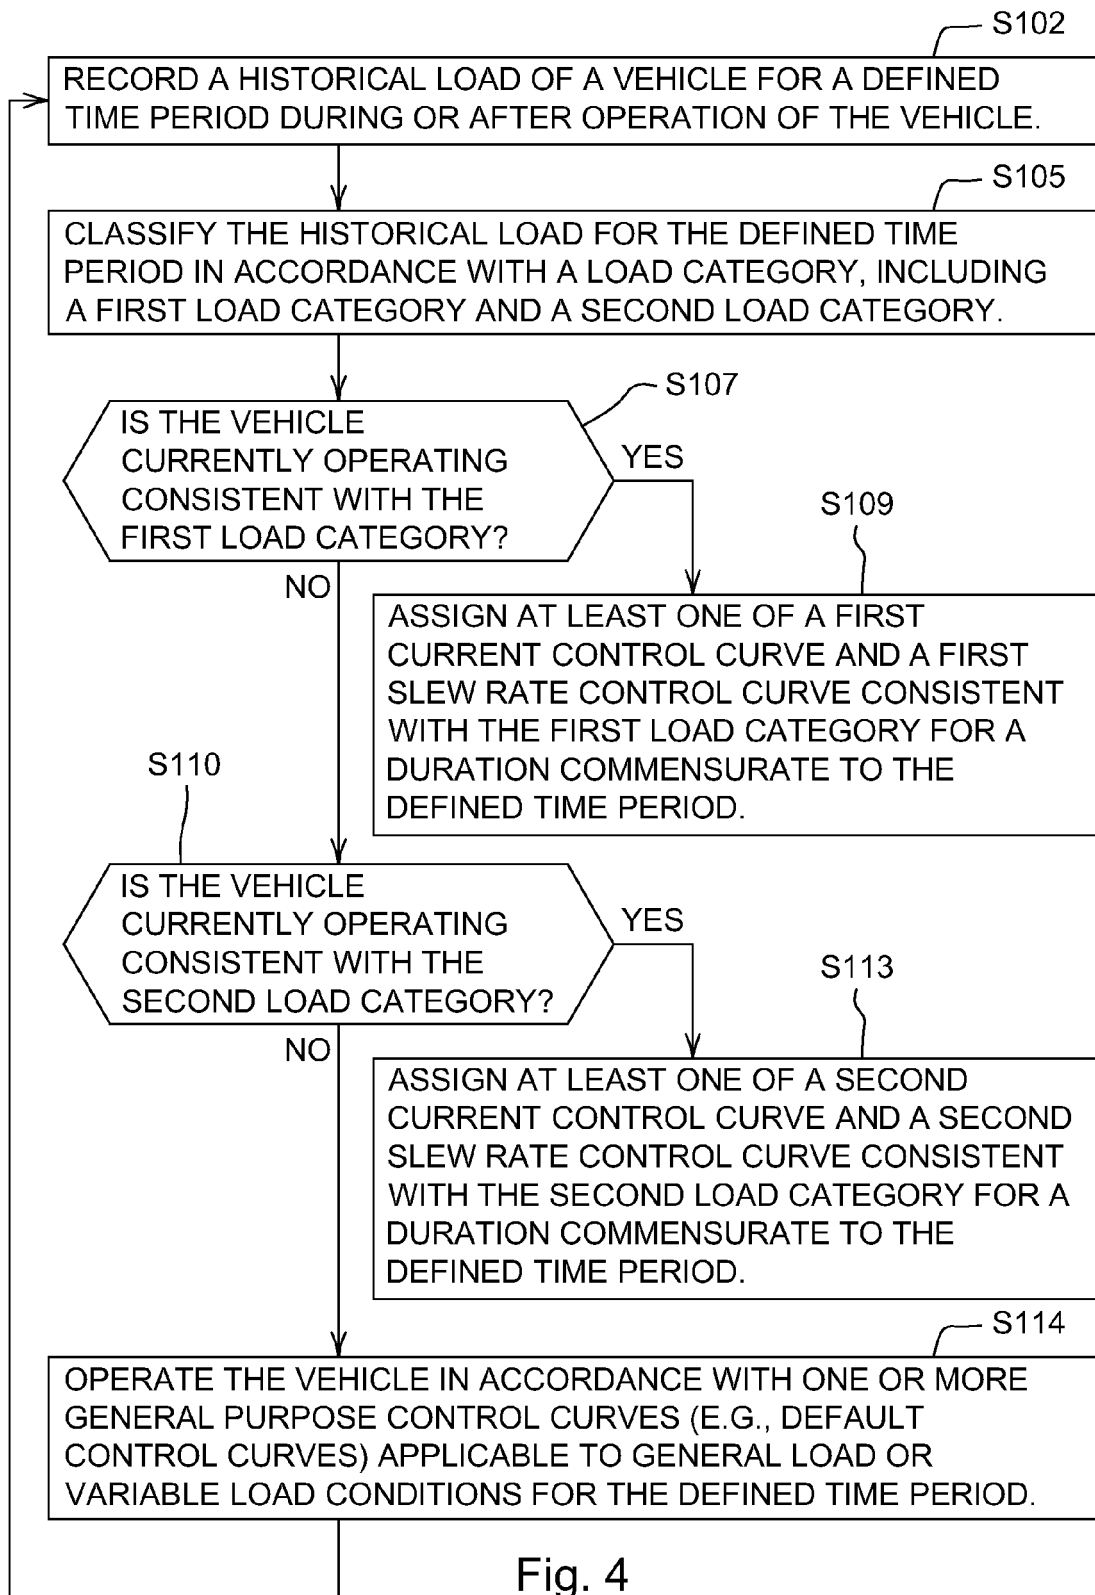 S102
RECORD A HISTORICAL LOAD OF A VEHICLE FOR A DEFINED
TIME PERIOD DURING OR AFTER OPERATION OF THE VEHICLE.
S105
CLASSIFY THE HISTORICAL LOAD FOR THE DEFINED TIME
PERIOD IN ACCORDANCE WITH A LOAD CATEGORY, INCLUDING
A FIRST LOAD CATEGORY AND A SECOND LOAD CATEGORY.
S107
IS THE VEHICLE
CURRENTLY OPERATING
CONSISTENT WITH THE
FIRST LOAD CATEGORY?
YES
NO
S109
ASSIGN AT LEAST ONE OF A FIRST
CURRENT CONTROL CURVE AND A FIRST
SLEW RATE CONTROL CURVE CONSISTENT
WITH THE FIRST LOAD CATEGORY FOR A
DURATION COMMENSURATE TO THE
DEFINED TIME PERIOD.
S110
IS THE VEHICLE
CURRENTLY OPERATING
CONSISTENT WITH THE
SECOND LOAD CATEGORY?
YES
NO
S113
ASSIGN AT LEAST ONE OF A SECOND
CURRENT CONTROL CURVE AND A SECOND
SLEW RATE CONTROL CURVE CONSISTENT
WITH THE SECOND LOAD CATEGORY FOR A
DURATION COMMENSURATE TO THE
DEFINED TIME PERIOD.
S114
OPERATE THE VEHICLE IN ACCORDANCE WITH ONE OR MORE
GENERAL PURPOSE CONTROL CURVES (E.G., DEFAULT
CONTROL CURVES) APPLICABLE TO GENERAL LOAD OR
VARIABLE LOAD CONDITIONS FOR THE DEFINED TIME PERIOD.
Fig. 4